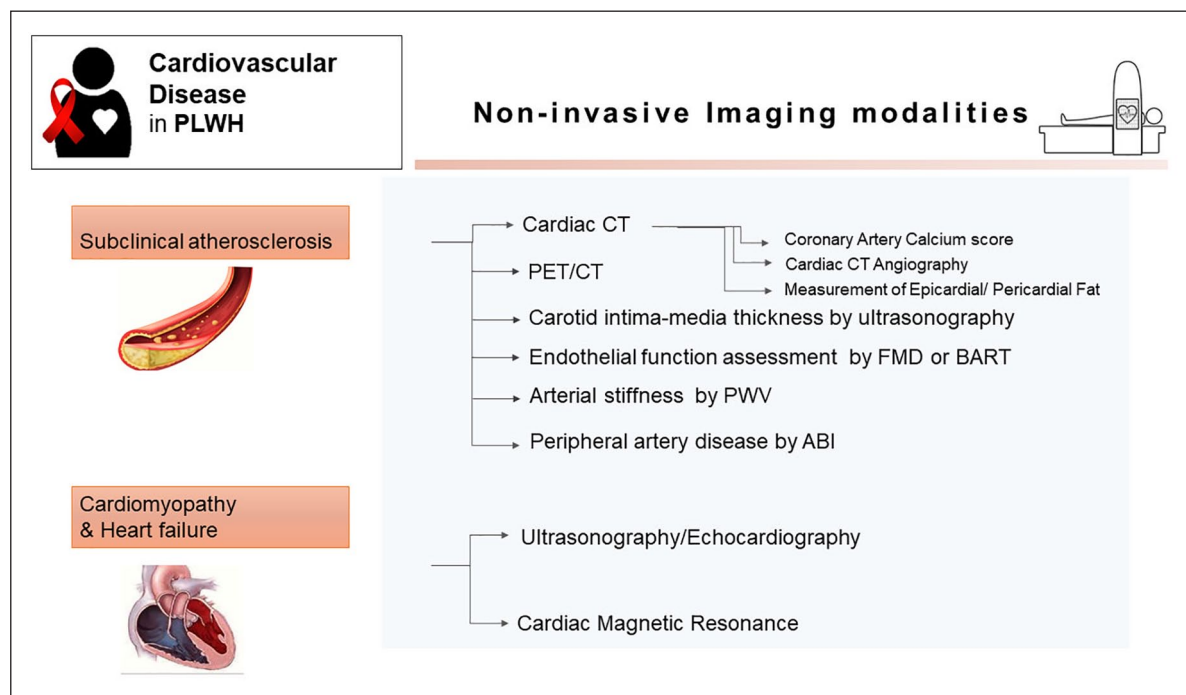 Cardiovascular
Disease
in PLWH
Non-invasive Imaging modalities
Subclinical atherosclerosis
Cardiac CT
Coronary Artery Calcium score
Cardiac CT Angiography
Measurement of Epicardial/ Pericardial Fat
PET/CT
Carotid intima-media thickness by ultrasonography
Endothelial function assessment by FMD or BART
Arterial stiffness by PWV
Peripheral artery disease by ABI
Cardiomyopathy
& Heart failure
Ultrasonography/Echocardiography
Cardiac Magnetic Resonance